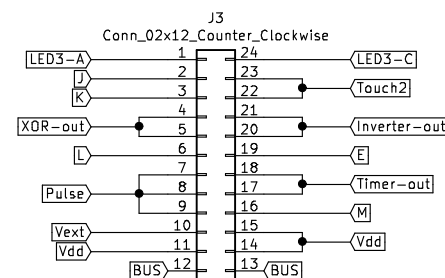 J3
Conn_02x12_Counter_Clockwise
LED3-A 1 24 LED3-C
J 2 23
K 3 22 Touch2
4 21
XOR-out 5 20 Inverter-out
L 6 19 E
7 18
Pulse 8 17 Timer-out
9 16 M
Vext 10 15
Vdd 11 14 Vdd
BUS 12 13 BUS